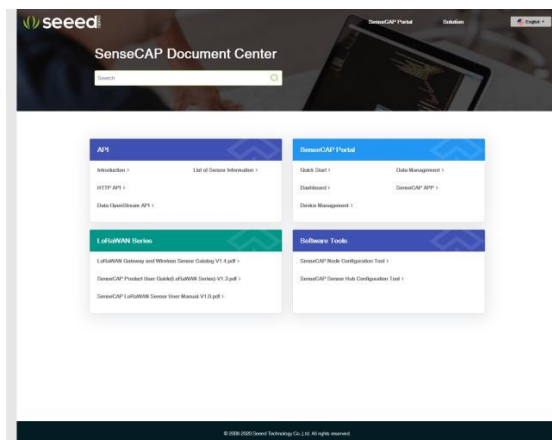 seeed
SenseCAP Portal Solution English
SenseCAP Document Center
Search
API
Introduction > List of Sensor Information >
HTTP API >
Data OpenStream API >
SenseCAP Portal
Quick Start > Data Management >
Dashboard > SenseCAP APP >
Device Management >
LoRaWAN Series
LoRaWAN Gateway and Wireless Sensor Catalog V1.4.pdf >
SenseCAP Product User Guide(LoRaWAN Series)-V1.3.pdf >
SenseCAP LoRaWAN Sensor User Manual-V1.0.pdf >
Software Tools
SenseCAP Node Configuration Tool >
SenseCAP Sensor Hub Configuration Tool >
© 2008-2020 Seeed Technology Co.,Ltd. All rights reserved.